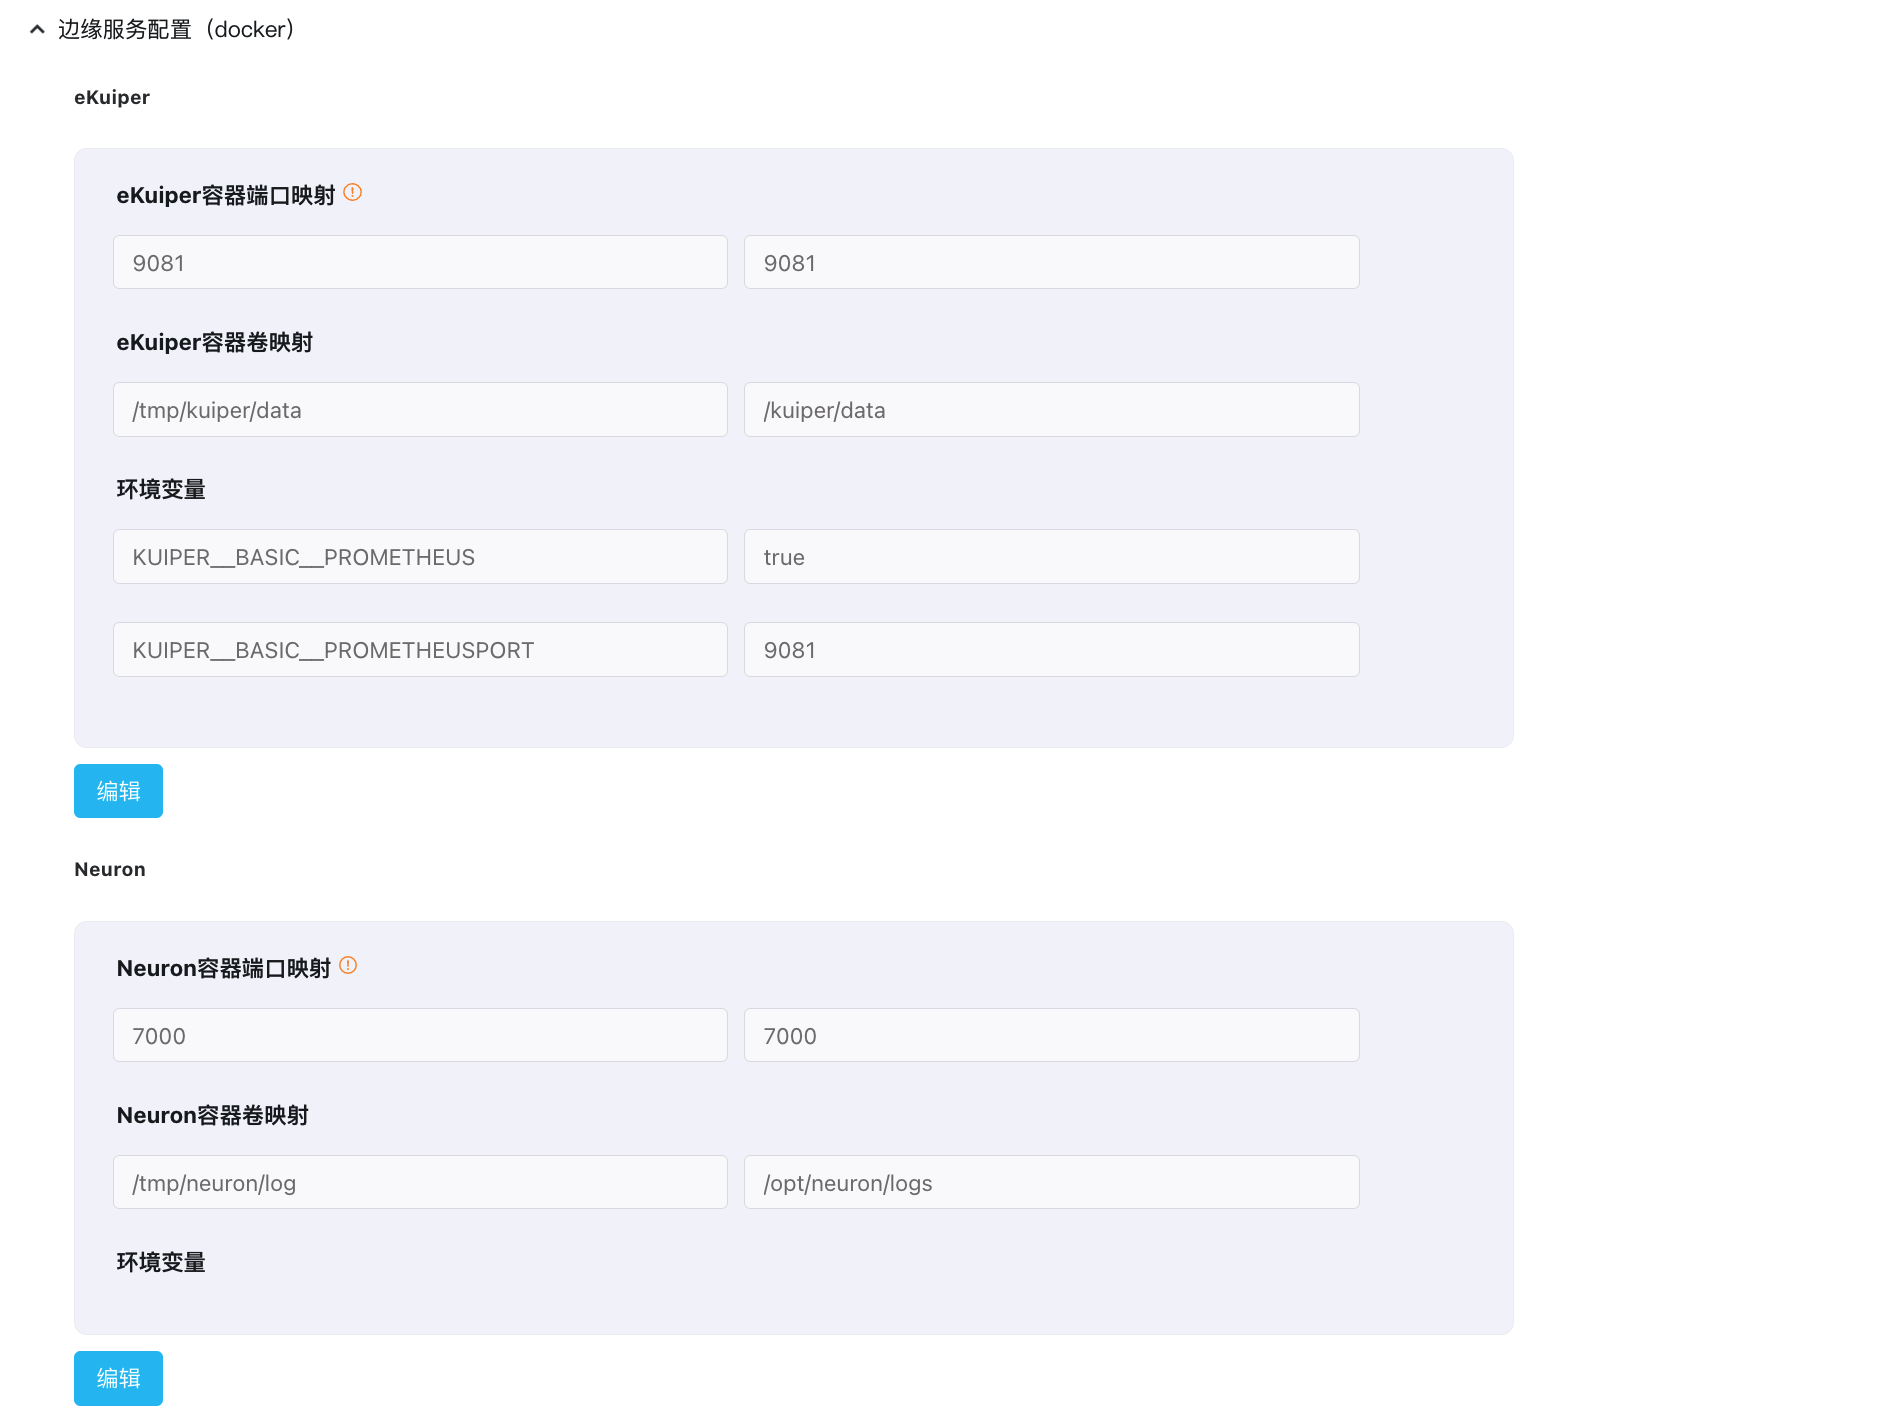 边缘服务配置（docker）
eKuiper
eKuiper容器端口映射
9081 9081
eKuiper容器卷映射
/tmp/kuiper/data /kuiper/data
环境变量
KUIPER__BASIC__PROMETHEUS true
KUIPER__BASIC__PROMETHEUSPORT 9081
编辑
Neuron
Neuron容器端口映射
7000 7000
Neuron容器卷映射
/tmp/neuron/log /opt/neuron/logs
环境变量
编辑